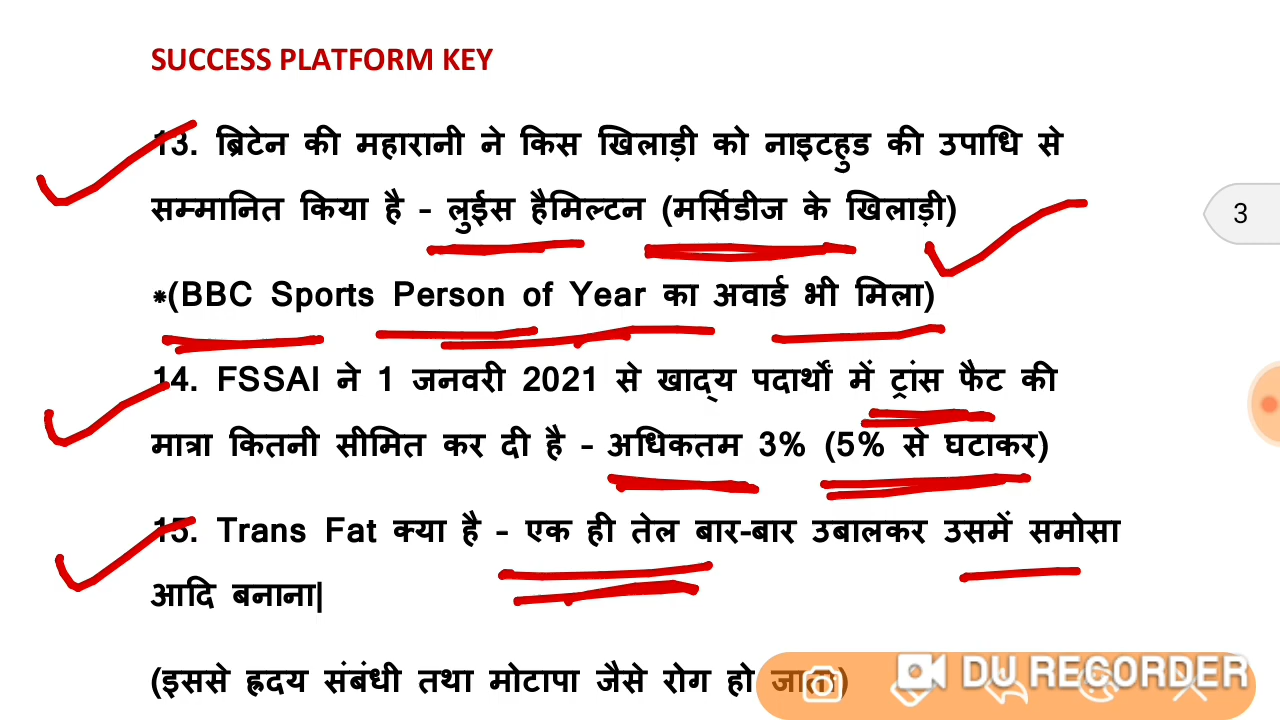 SUCCESS PLATFORM KEY
13. ब्रिटेन की महारानी ने किस खिलाड़ी को नाइटहुड की उपाधि से
सम्मानित किया है - लुईस हैमिल्टन (मर्सिडीज के खिलाड़ी)
3
*(BBC Sports Person of Year का अवार्ड भी मिला)
14. FSSAI ने 1 जनवरी 2021 से खाद्य पदार्थों में ट्रांस फैट की
मात्रा कितनी सीमित कर दी है - अधिकतम 3% (5% से घटाकर)
15. Trans Fat क्या है - एक ही तेल बार-बार उबालकर उसमें समोसा
आदि बनाना|
(इससे ह्रदय संबंधी तथा मोटापा जैसे रोग हो जाता)
DU RECORDER